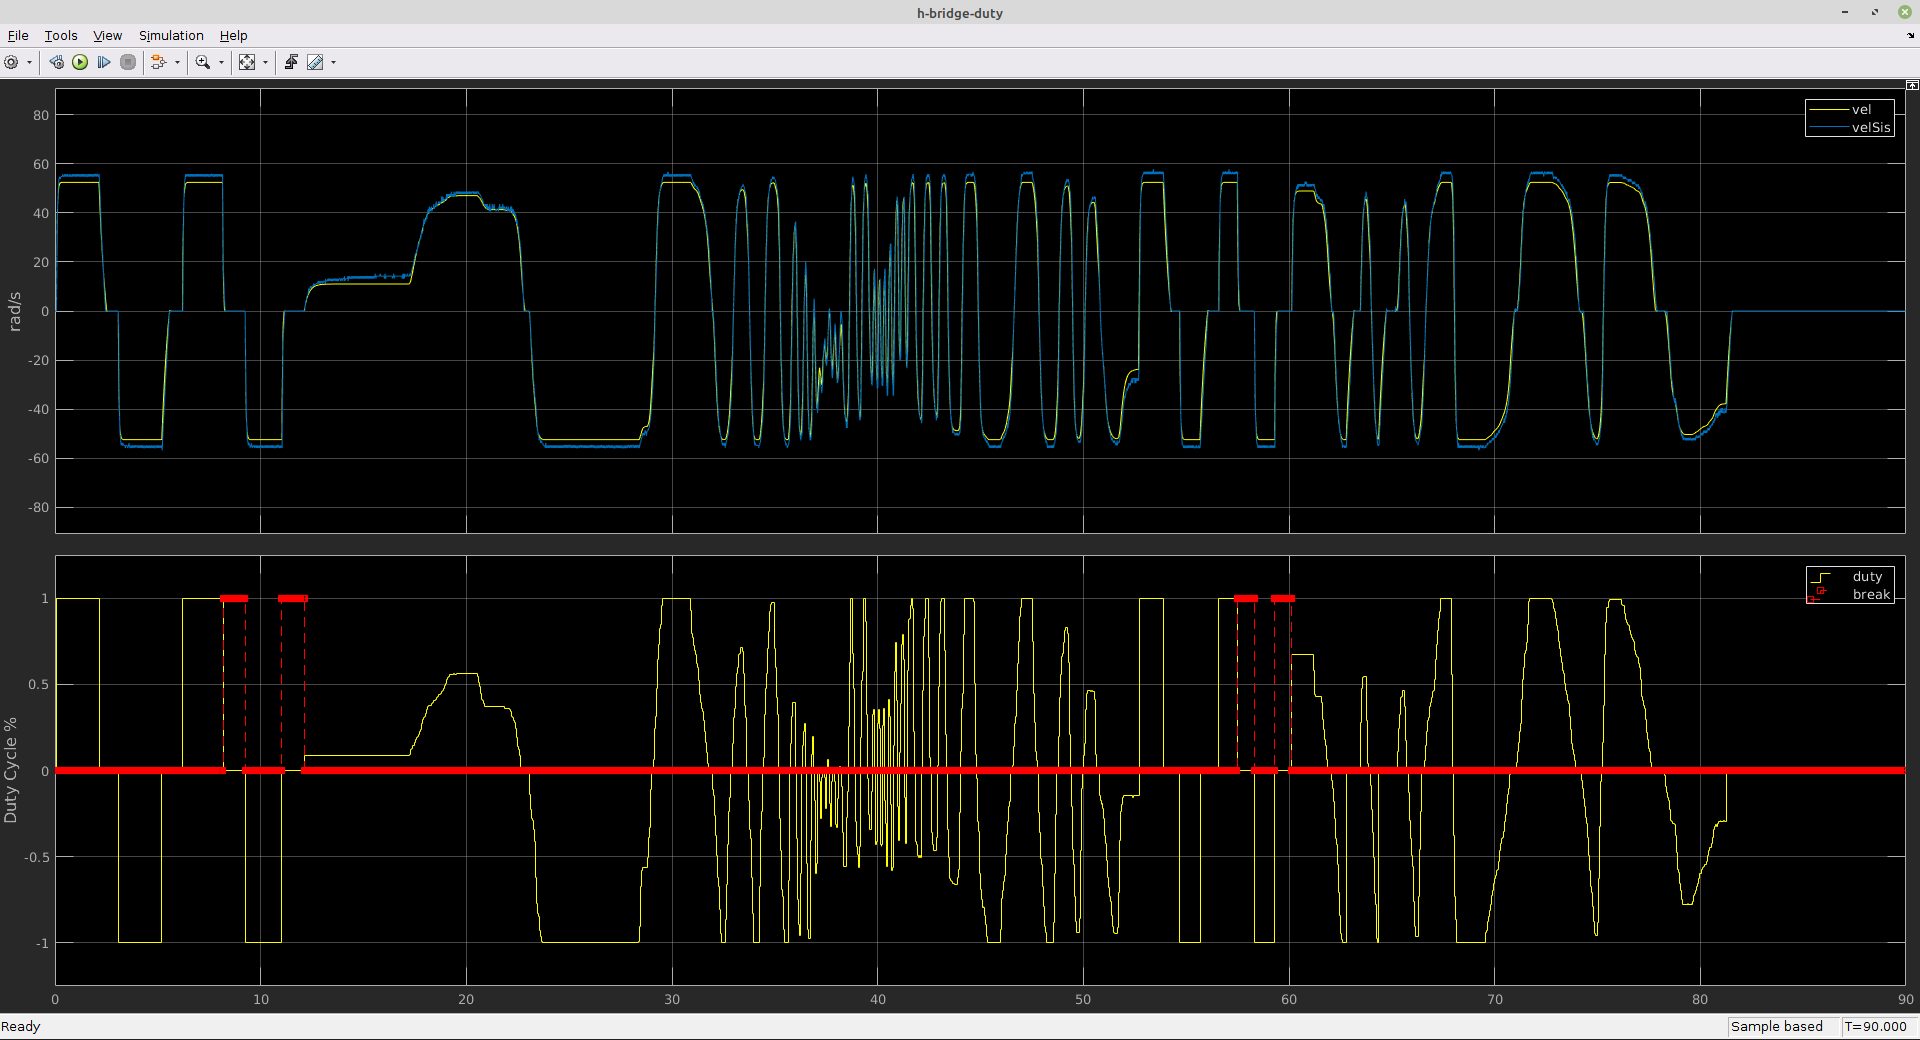 h-bridge-duty
File Tools View Simulation Help
vel
velSis
80
60
40
20
0
-20
-40
-60
-80
rad/s
duty
break
1
0.5
0
-0.5
-1
Duty Cycle %
0 10 20 30 40 50 60 70 80 90
Ready
Sample based T=90.000